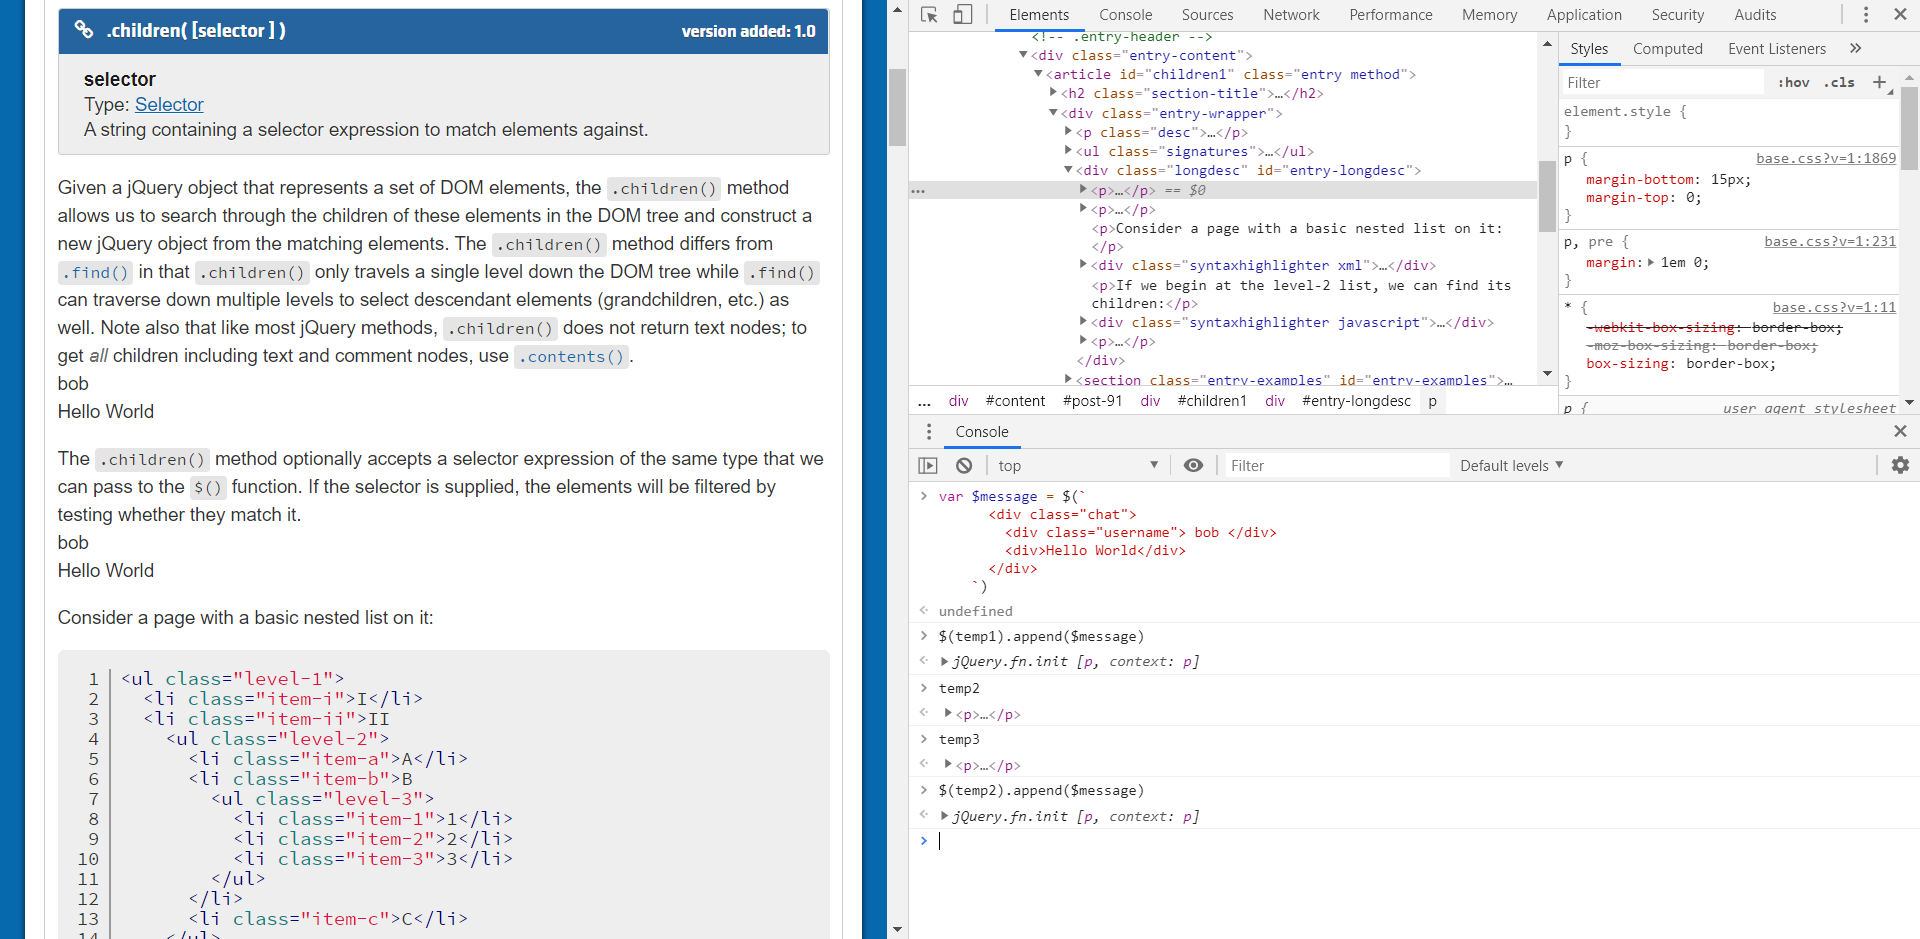 .children( [selector ] )
version added: 1.0
selector
Type: Selector
A string containing a selector expression to match elements against.
Given a jQuery object that represents a set of DOM elements, the .children() method
allows us to search through the children of these elements in the DOM tree and construct a
new jQuery object from the matching elements. The .children() method differs from
.find() in that .children() only travels a single level down the DOM tree while .find()
can traverse down multiple levels to select descendant elements (grandchildren, etc.) as
well. Note also that like most jQuery methods, .children() does not return text nodes; to
get all children including text and comment nodes, use .contents().
bob
Hello World
The .children() method optionally accepts a selector expression of the same type that we
can pass to the $() function. If the selector is supplied, the elements will be filtered by
testing whether they match it.
bob
Hello World
Consider a page with a basic nested list on it:
1 <ul class="level-1">
2 <li class="item-i">I</li>
3 <li class="item-ii">II
4 <ul class="level-2">
5 <li class="item-a">A</li>
6 <li class="item-b">B
7 <ul class="level-3">
8 <li class="item-1">1</li>
9 <li class="item-2">2</li>
10 <li class="item-3">3</li>
11 </ul>
12 </li>
13 <li class="item-c">C</li>
14 </ul>
Elements Console Sources Network Performance Memory Application Security Audits
<!-- .entry-header -->
<div class="entry-content">
<article id="children1" class="entry method">
<h2 class="section-title">…</h2>
<div class="entry-wrapper">
<p class="desc">…</p>
<ul class="signatures">…</ul>
<div class="longdesc" id="entry-longdesc">
... <p>…</p> == $0
<p>…</p>
<p>Consider a page with a basic nested list on it:
</p>
<div class="syntaxhighlighter xml">…</div>
<p>If we begin at the level-2 list, we can find its
children:</p>
<div class="syntaxhighlighter javascript">…</div>
<p>…</p>
</div>
<section class="entry-examples" id="entry-examples">…
... div #content #post-91 div #children1 div #entry-longdesc p
Styles Computed Event Listeners »
Filter :hov .cls +
element.style {
}
p { base.css?v=1:1869
margin-bottom: 15px;
margin-top: 0;
}
p, pre { base.css?v=1:231
margin: 1em 0;
}
* { base.css?v=1:11
-webkit-box-sizing: border-box;
-moz-box-sizing: border-box;
box-sizing: border-box;
}
p { user agent stylesheet
Console
top Filter Default levels
> var $message = $(`
<div class="chat">
<div class="username"> bob </div>
<div>Hello World</div>
</div>
`)
undefined
> $(temp1).append($message)
jQuery.fn.init [p, context: p]
> temp2
<p>…</p>
> temp3
<p>…</p>
> $(temp2).append($message)
jQuery.fn.init [p, context: p]
>